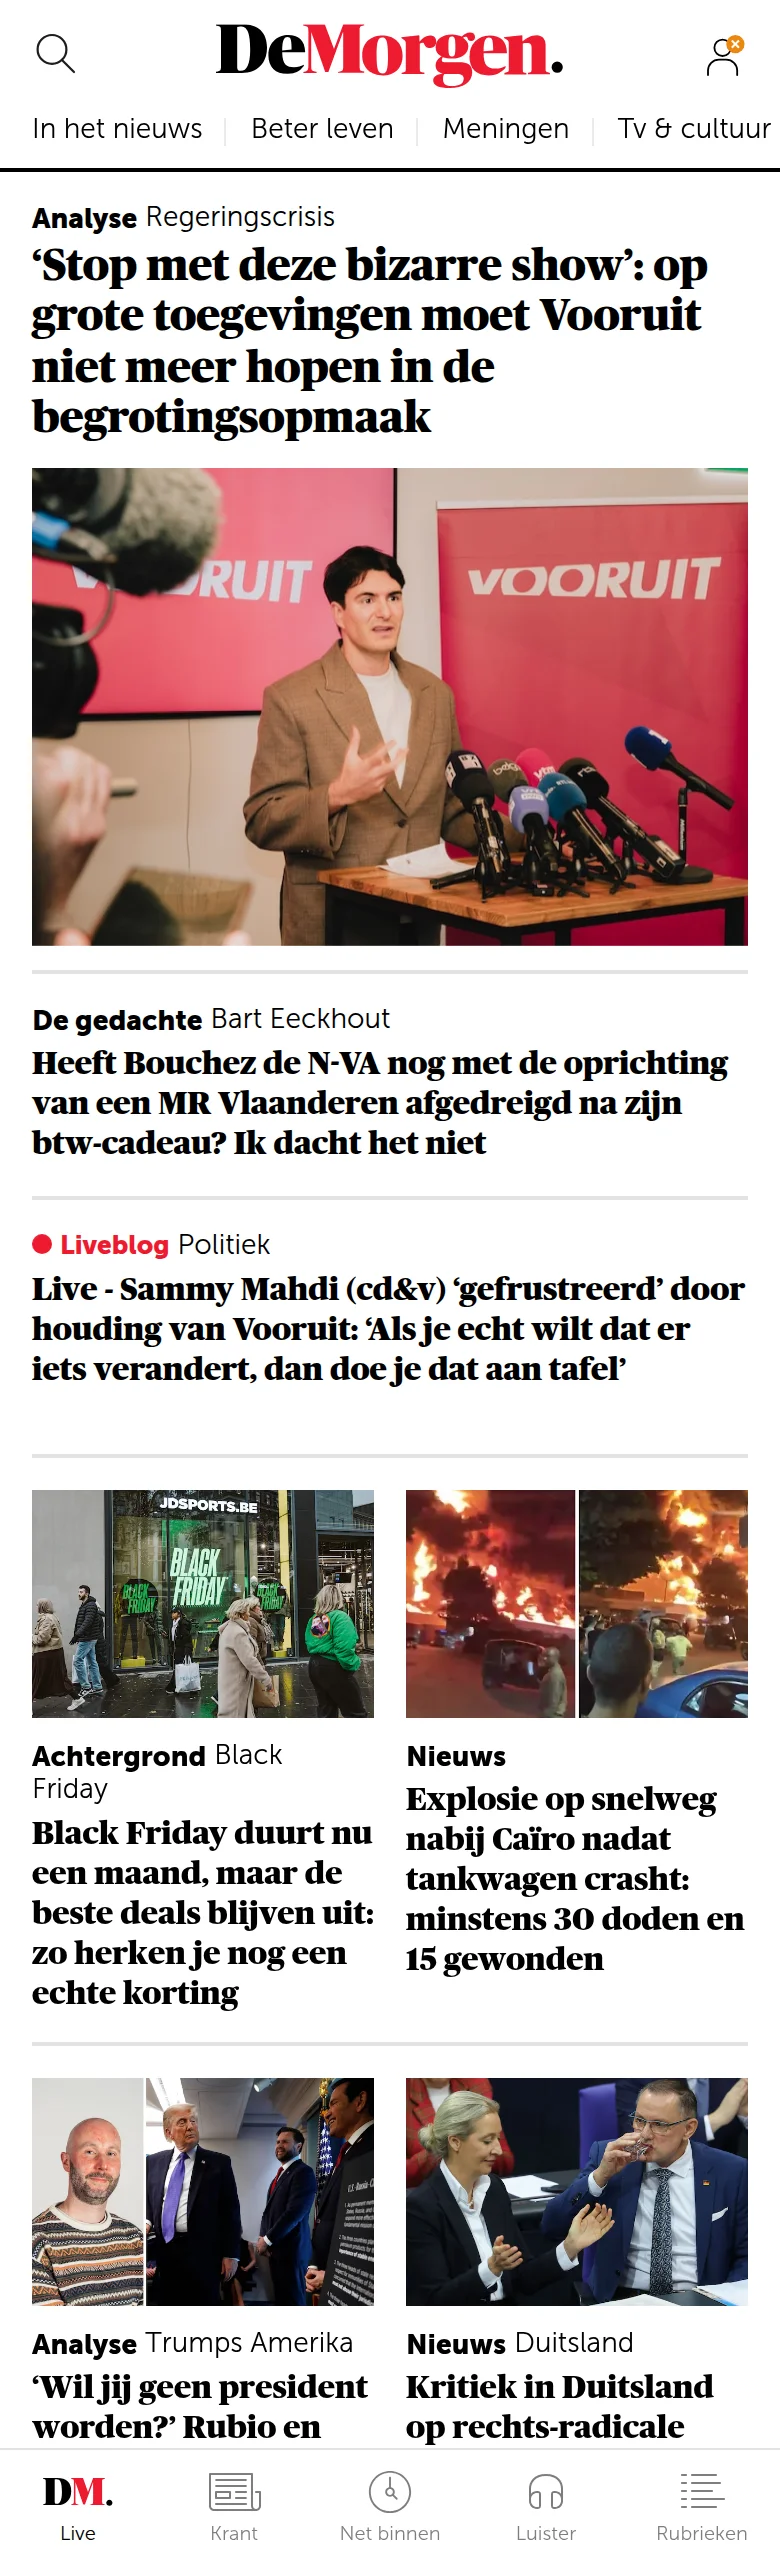 DeMorgen.
In het nieuws
Beter leven
Meningen
Tv & cultuur
Analyse Regeringscrisis
‘Stop met deze bizarre show’: op
grote toegevingen moet Vooruit
niet meer hopen in de
begrotingsopmaak
VOORUIT
VOORUIT
De gedachte Bart Eeckhout
Heeft Bouchez de N-VA nog met de oprichting
van een MR Vlaanderen afgedreigd na zijn
btw-cadeau? Ik dacht het niet
Liveblog Politiek
Live - Sammy Mahdi (cd&v) ‘gefrustreerd’ door
houding van Vooruit: ‘Als je echt wilt dat er
iets verandert, dan doe je dat aan tafel’
JDSPORTS.BE
BLACK
FRIDAY
BLACK
FRIDAY
Achtergrond Black
Friday
Black Friday duurt nu
een maand, maar de
beste deals blijven uit:
zo herken je nog een
echte korting
Nieuws
Explosie op snelweg
nabij Caïro nadat
tankwagen crasht:
minstens 30 doden en
15 gewonden
Analyse Trumps Amerika
‘Wil jij geen president
worden?’ Rubio en
Nieuws Duitsland
Kritiek in Duitsland
op rechts-radicale
DM.
Live
Krant
Net binnen
Luister
Rubrieken